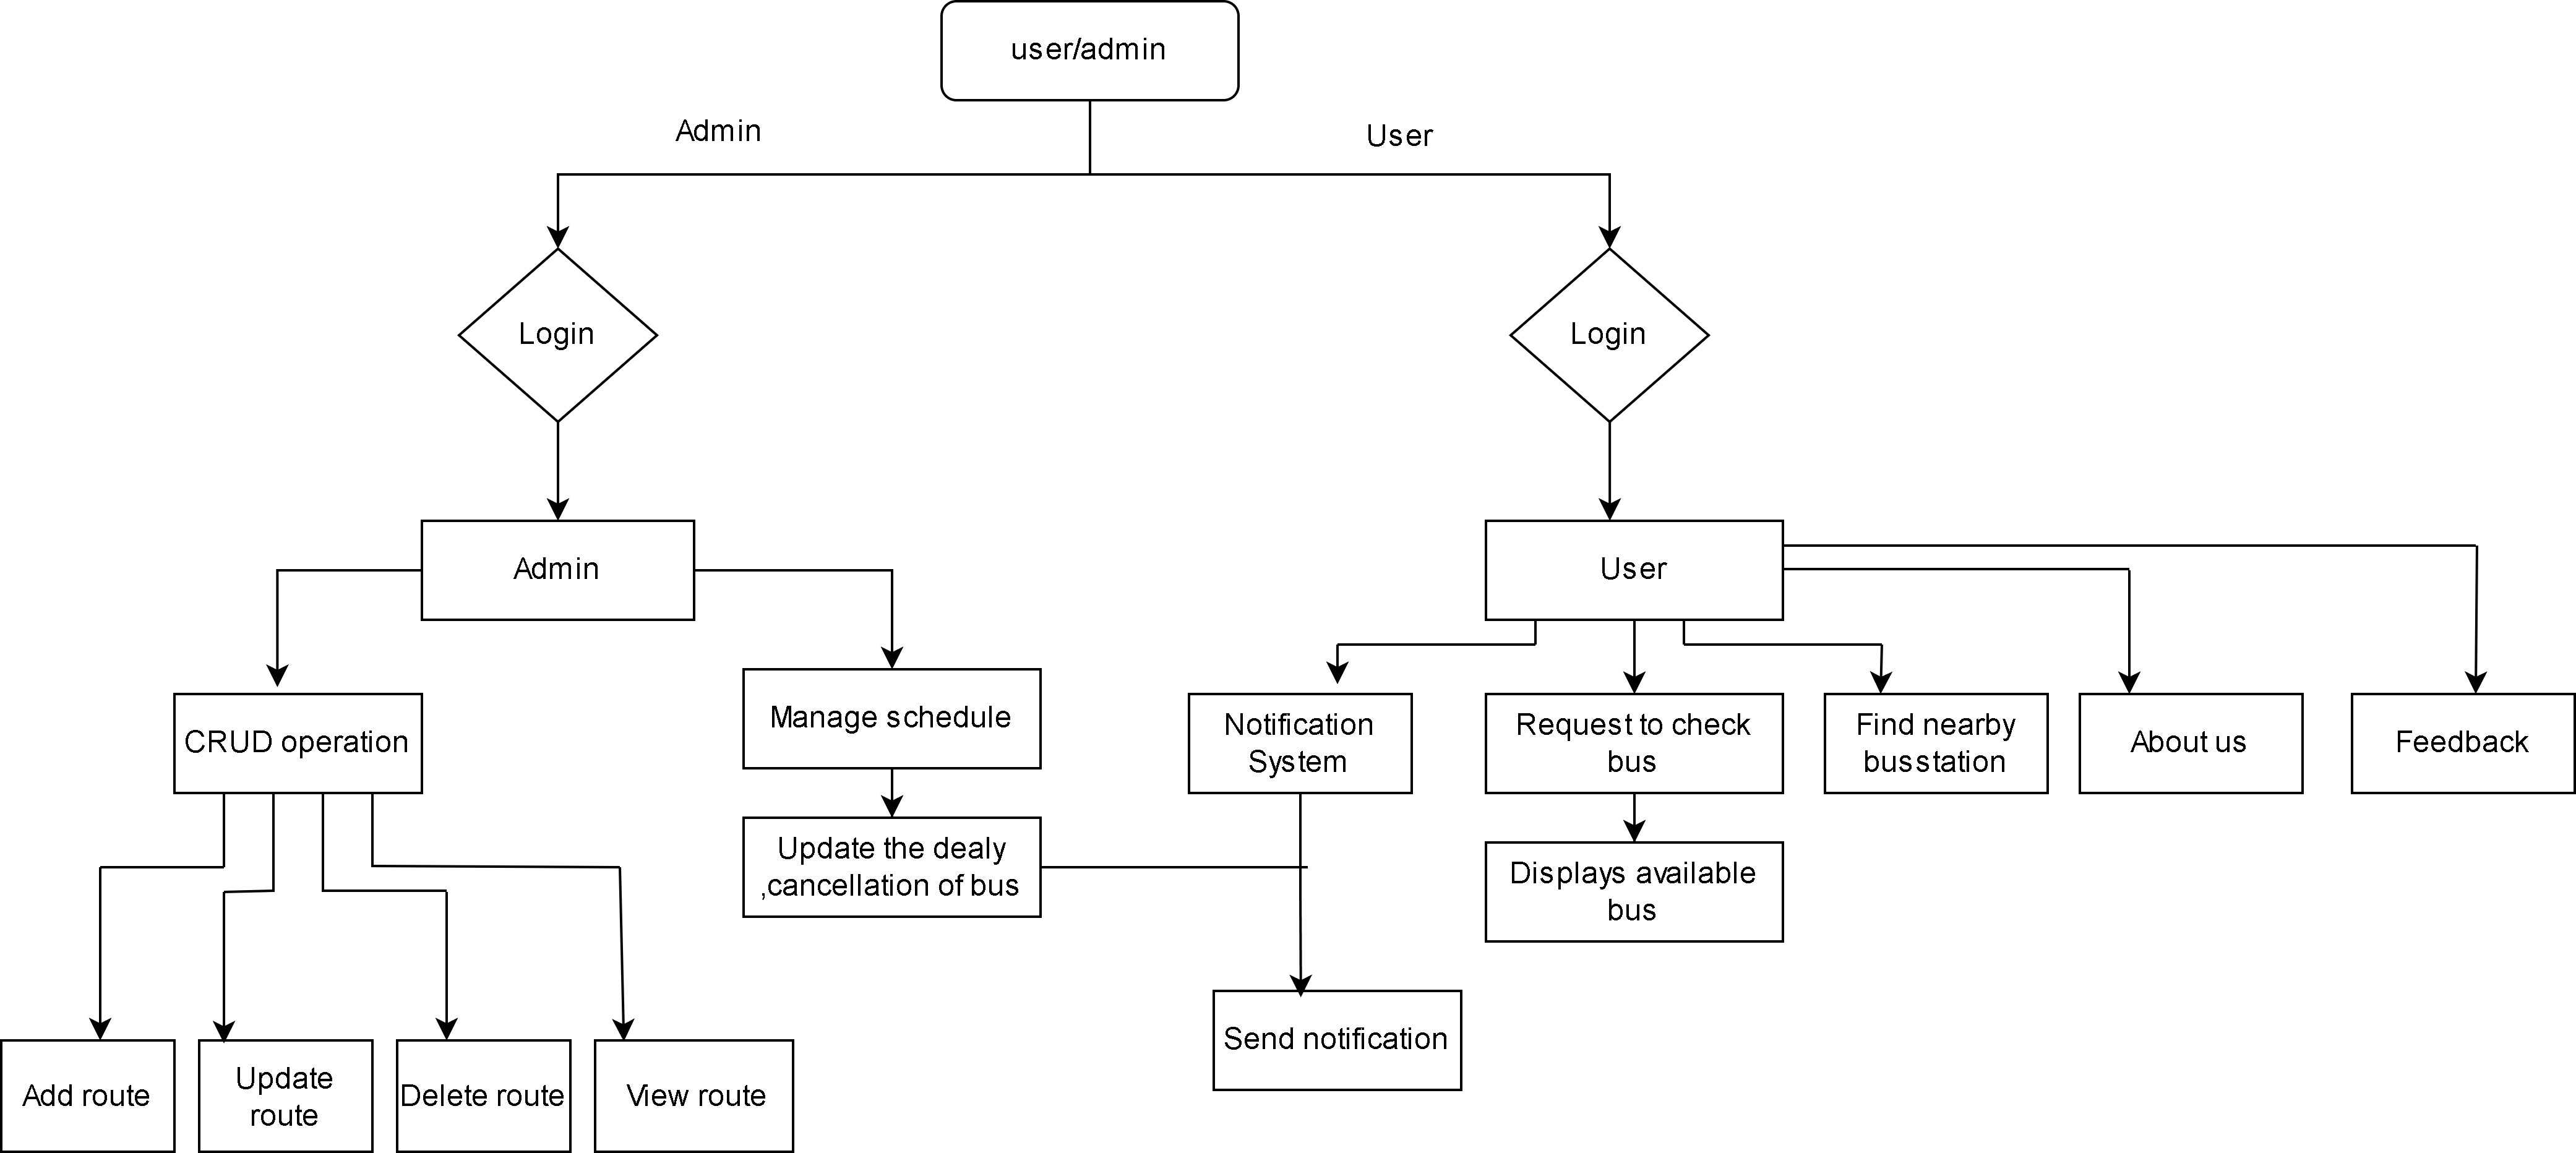 user/admin
Admin
User
Login
Login
Admin
User
CRUD operation
Manage schedule
Notification
System
Request to check
bus
Find nearby
bus station
About us
Feedback
Update the dealy
,cancellation of bus
Displays available
bus
Send notification
Add route
Update
route
Delete route
View route